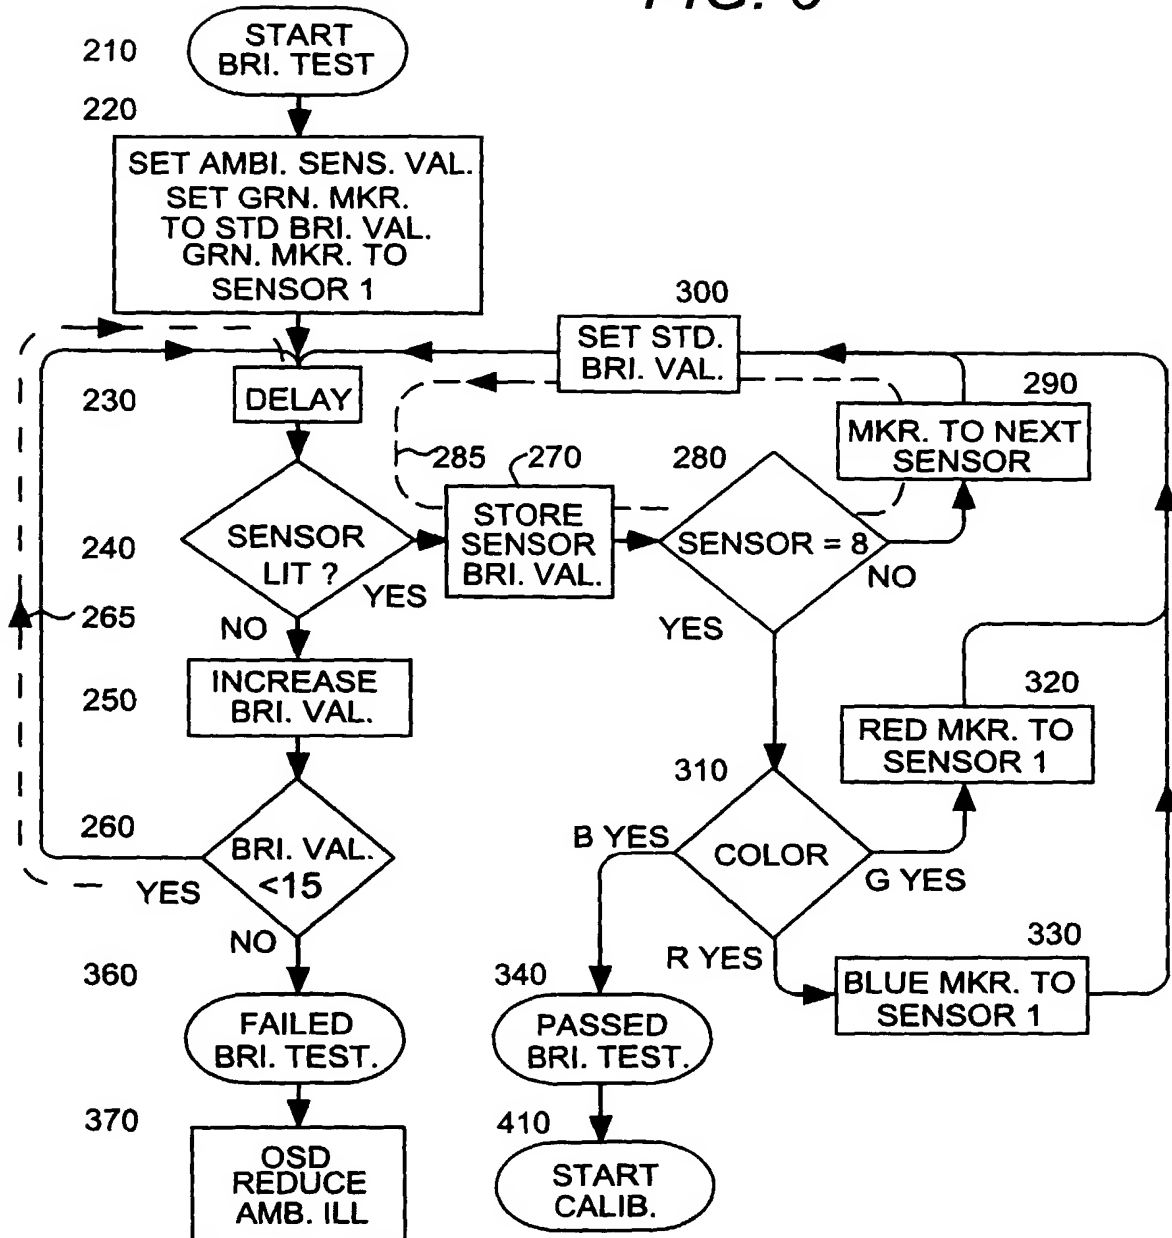 FIG. 6
210
START
BRI. TEST
220
SET AMBI. SENS. VAL.
SET GRN. MKR.
TO STD BRI. VAL.
GRN. MKR. TO
SENSOR 1
300
SET STD.
BRI. VAL.
230
DELAY
290
MKR. TO NEXT
SENSOR
285
270
280
STORE
SENSOR
BRI. VAL.
240
SENSOR
LIT ?
YES
NO
SENSOR = 8
NO
YES
265
250
INCREASE
BRI. VAL.
320
RED MKR. TO
SENSOR 1
310
COLOR
B YES
G YES
R YES
260
BRI. VAL.
<15
YES
NO
330
BLUE MKR. TO
SENSOR 1
360
FAILED
BRI. TEST.
340
PASSED
BRI. TEST.
370
OSD
REDUCE
AMB. ILL
410
START
CALIB.